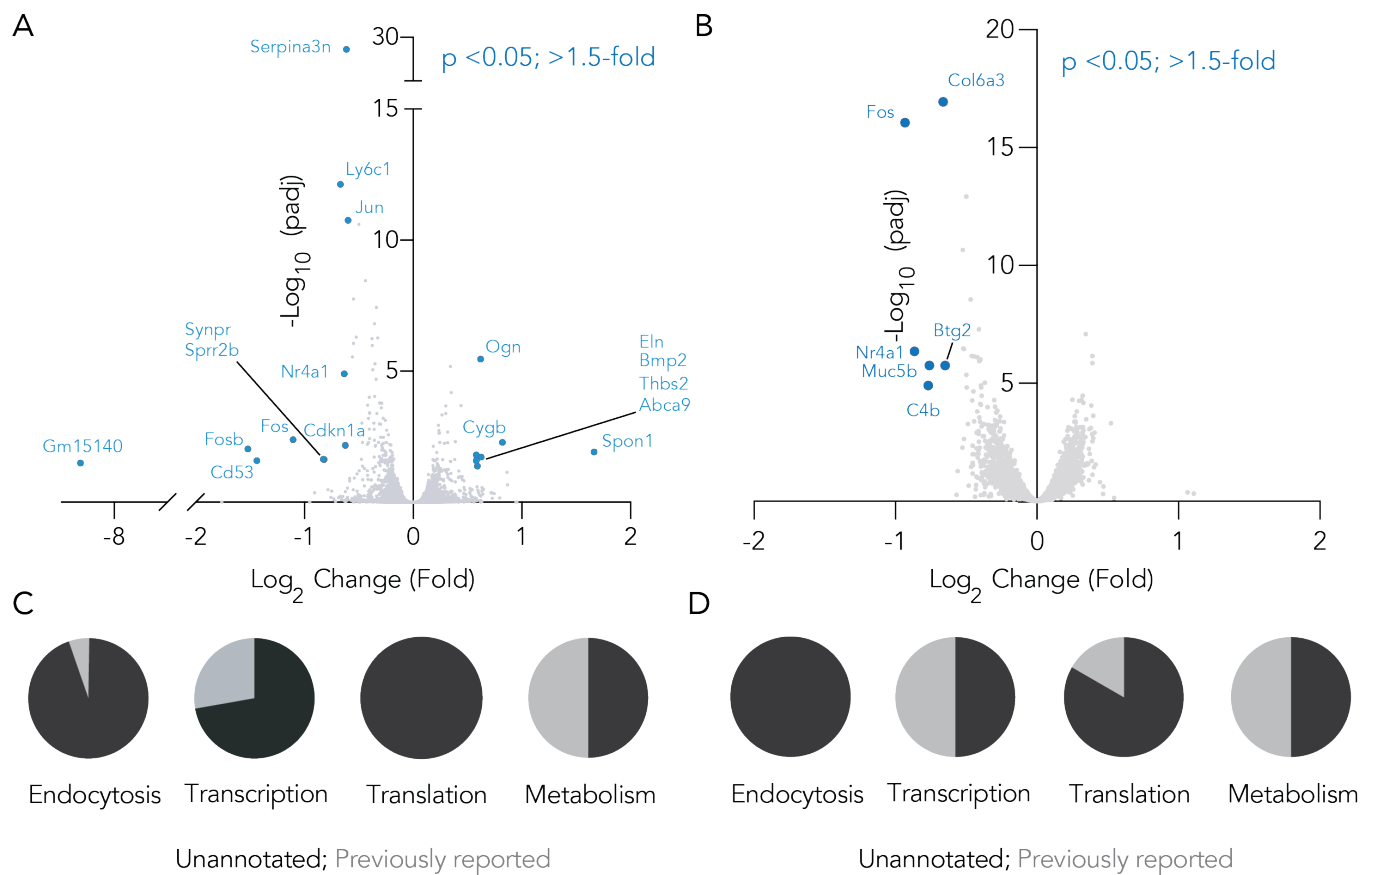 A
Serpina3n
30
p <0.05; >1.5-fold
15
Ly6c1
Jun
-Log10 (padj)
10
Synpr
Sprr2b
Nr4a1
5
Ogn
Eln
Bmp2
Thbs2
Abca9
Gm15140
Fosb
Fos
Cdkn1a
Cd53
Cygb
Spon1
-8
-2
-1
0
1
2
Log2 Change (Fold)
B
20
p <0.05; >1.5-fold
Col6a3
Fos
15
-Log10 (padj)
10
Btg2
Nr4a1
Muc5b
C4b
5
-2
-1
0
1
2
Log2 Change (Fold)
C
Endocytosis
Transcription
Translation
Metabolism
Unannotated; Previously reported
D
Endocytosis
Transcription
Translation
Metabolism
Unannotated; Previously reported